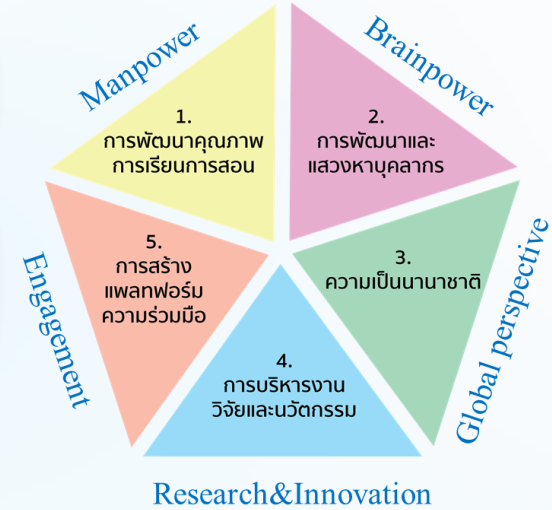 Manpower
1.
การพัฒนาคุณภาพ
การเรียนการสอน
Brainpower
2.
การพัฒนาและ
แสวงหาบุคลากร
Global perspective
3.
ความเป็นนานาชาติ
Research&Innovation
4.
การบริหารงาน
วิจัยและนวัตกรรม
Engagement
5.
การสร้าง
แพลทฟอร์ม
ความร่วมมือ